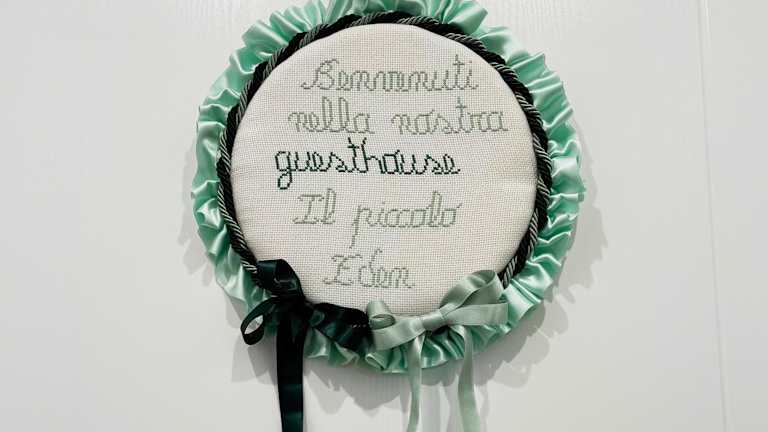 Benvenuti
nella nostra
guesthouse
Il piccolo
Eden